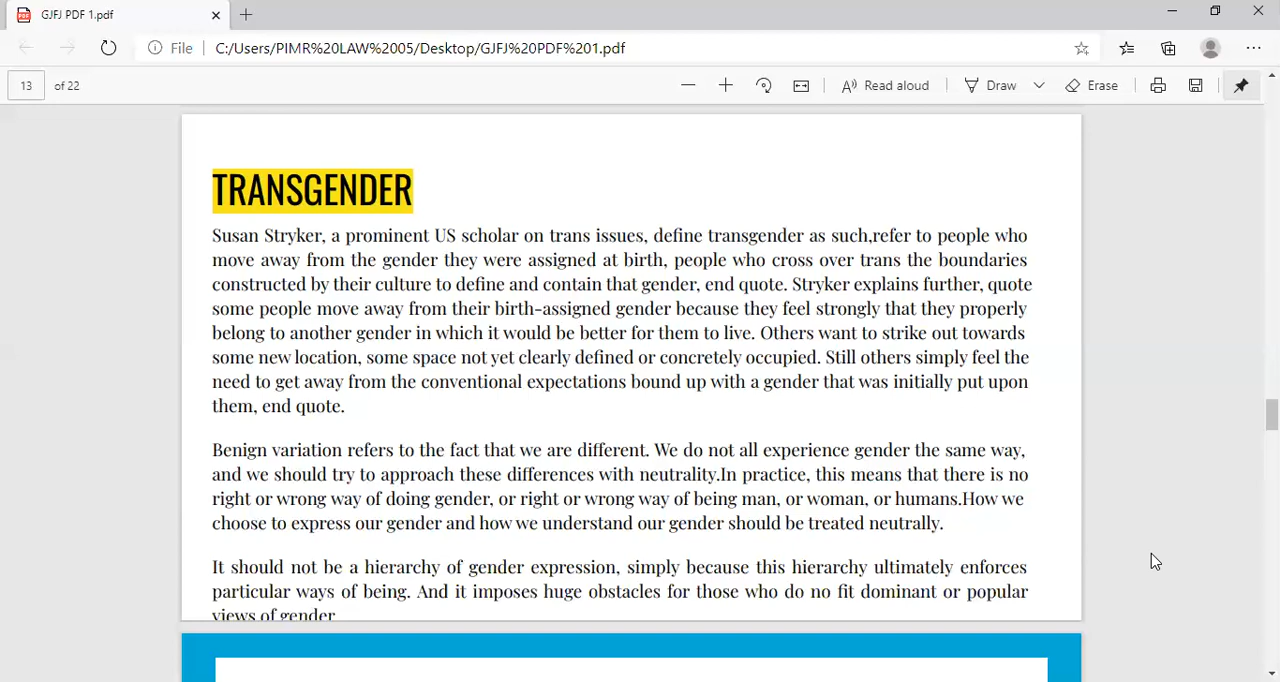 GJFJ PDF 1.pdf
File
C:/Users/PIMR%20LAW%2005/Desktop/GJFJ%20PDF%201.pdf
13 of 22
Read aloud
Draw
Erase
TRANSGENDER
Susan Stryker, a prominent US scholar on trans issues, define transgender as such,refer to people who
move away from the gender they were assigned at birth, people who cross over trans the boundaries
constructed by their culture to define and contain that gender, end quote. Stryker explains further, quote
some people move away from their birth-assigned gender because they feel strongly that they properly
belong to another gender in which it would be better for them to live. Others want to strike out towards
some new location, some space not yet clearly defined or concretely occupied. Still others simply feel the
need to get away from the conventional expectations bound up with a gender that was initially put upon
them, end quote.
Benign variation refers to the fact that we are different. We do not all experience gender the same way,
and we should try to approach these differences with neutrality.In practice, this means that there is no
right or wrong way of doing gender, or right or wrong way of being man, or woman, or humans.How we
choose to express our gender and how we understand our gender should be treated neutrally.
It should not be a hierarchy of gender expression, simply because this hierarchy ultimately enforces
particular ways of being. And it imposes huge obstacles for those who do no fit dominant or popular
views of gender